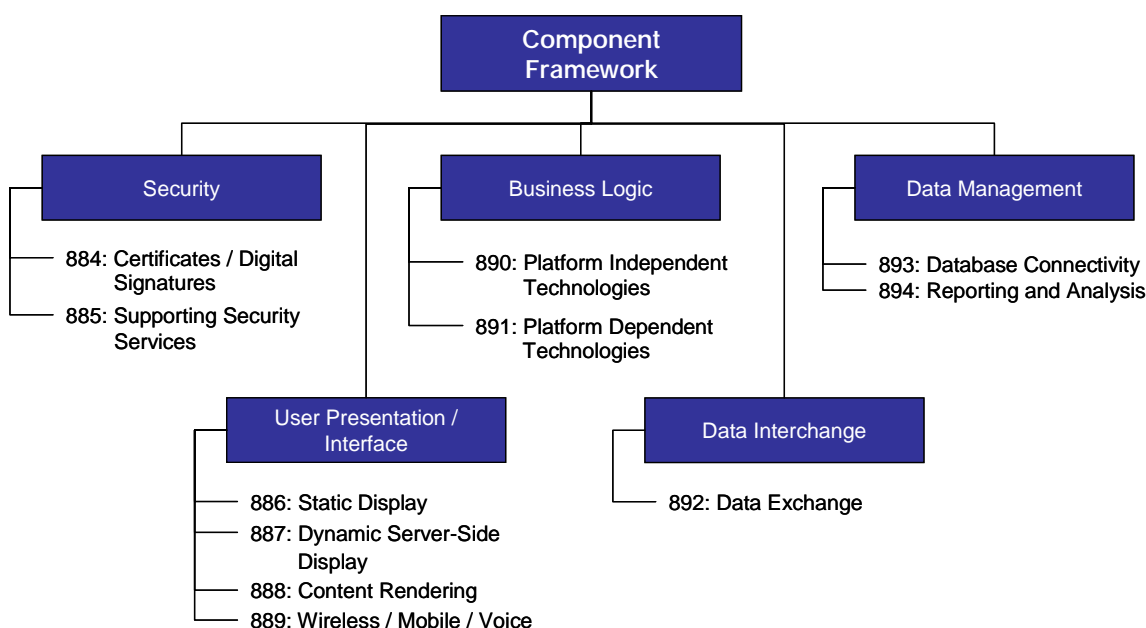 Component
Framework
Security
884: Certificates / Digital
Signatures
885: Supporting Security
Services
Business Logic
890: Platform Independent
Technologies
891: Platform Dependent
Technologies
Data Management
893: Database Connectivity
894: Reporting and Analysis
User Presentation /
Interface
886: Static Display
887: Dynamic Server-Side
Display
888: Content Rendering
889: Wireless / Mobile / Voice
Data Interchange
892: Data Exchange